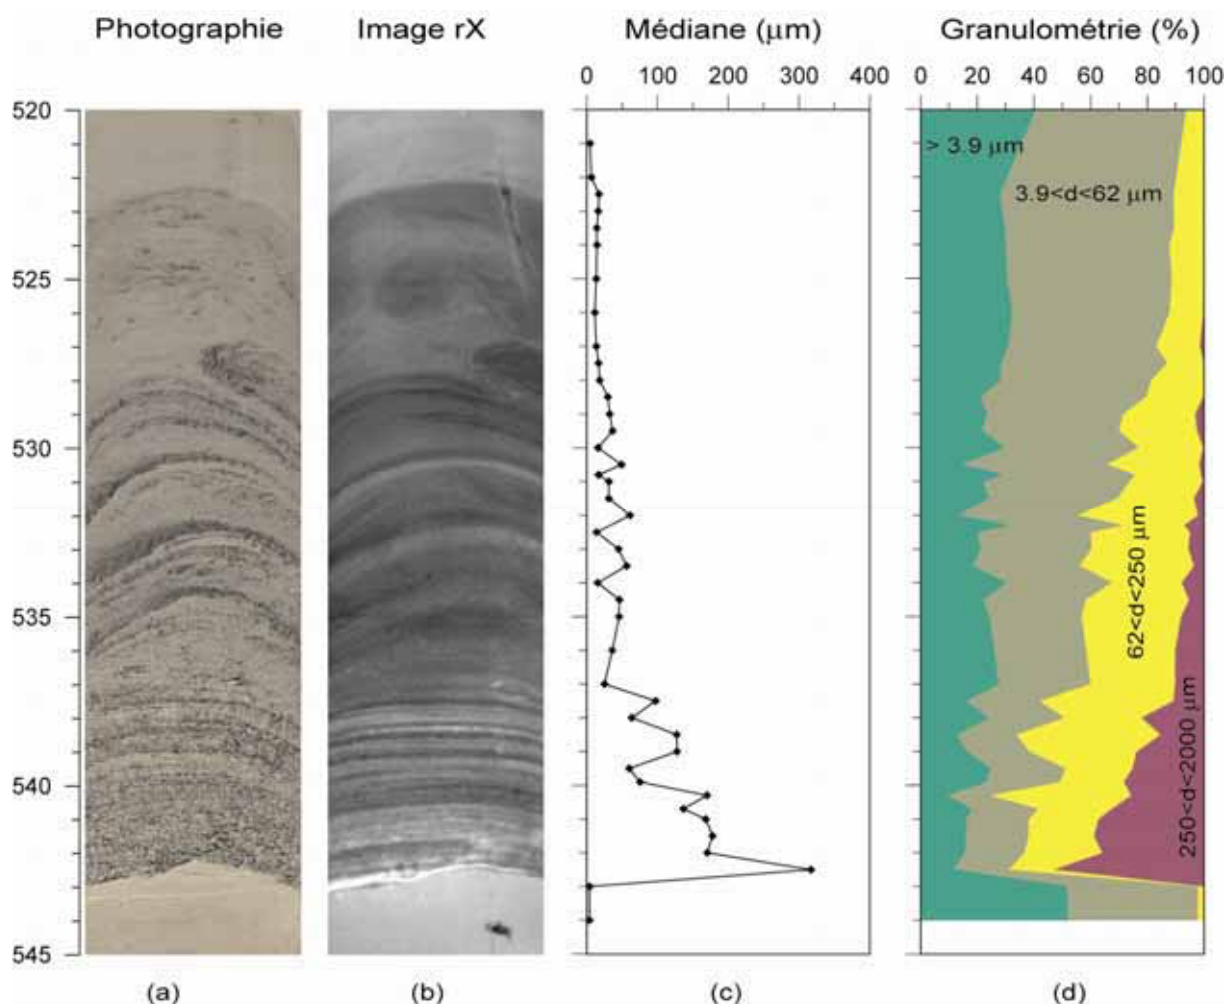 Photographie Image rX Médiane (µm) Granulométrie (%)
0 100 200 300 400 0 20 40 60 80 100
520
> 3.9 µm
3.9<d<62 µm
525
530
62<d<250 µm
535
250<d<2000 µm
540
545
(a) (b) (c) (d)